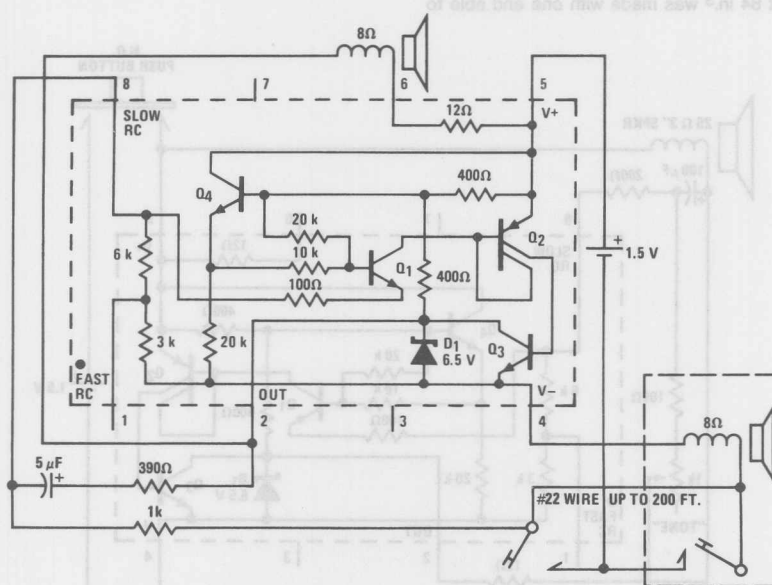 8Ω
8
7
6
5
SLOW
RC
12Ω
V+
400Ω
Q4
20 k
Q2
6 k
10 k
Q1
+
1.5 V
100Ω
400Ω
3 k
20 k
D1
6.5 V
Q3
FAST
RC
OUT
V–
1
2
3
4
8Ω
5 μF
+
390Ω
#22 WIRE UP TO 200 FT.
1k